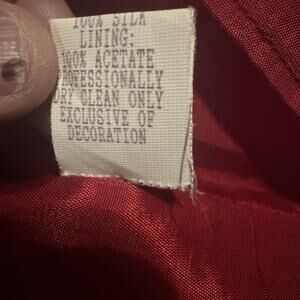 100% SILK
LINING:
100% ACETATE
PROFESSIONALLY
DRY CLEAN ONLY
EXCLUSIVE OF
DECORATION